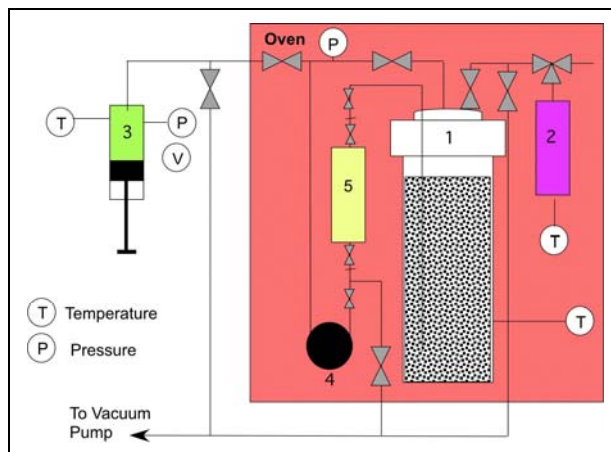 Oven
P
T
3
P
V
1
2
5
T
T
Temperature
T
P
Pressure
4
To Vacuum
Pump